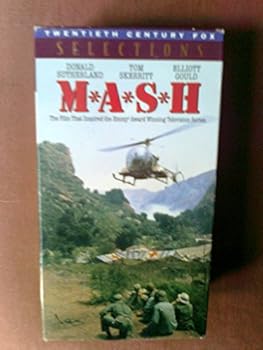 TWENTIETH CENTURY FOX
SELECTIONS
DONALD SUTHERLAND
TOM SKERRITT
ELLIOTT GOULD
M*A*S*H
The Film That Inspired the Emmy® Award Winning Television Series.